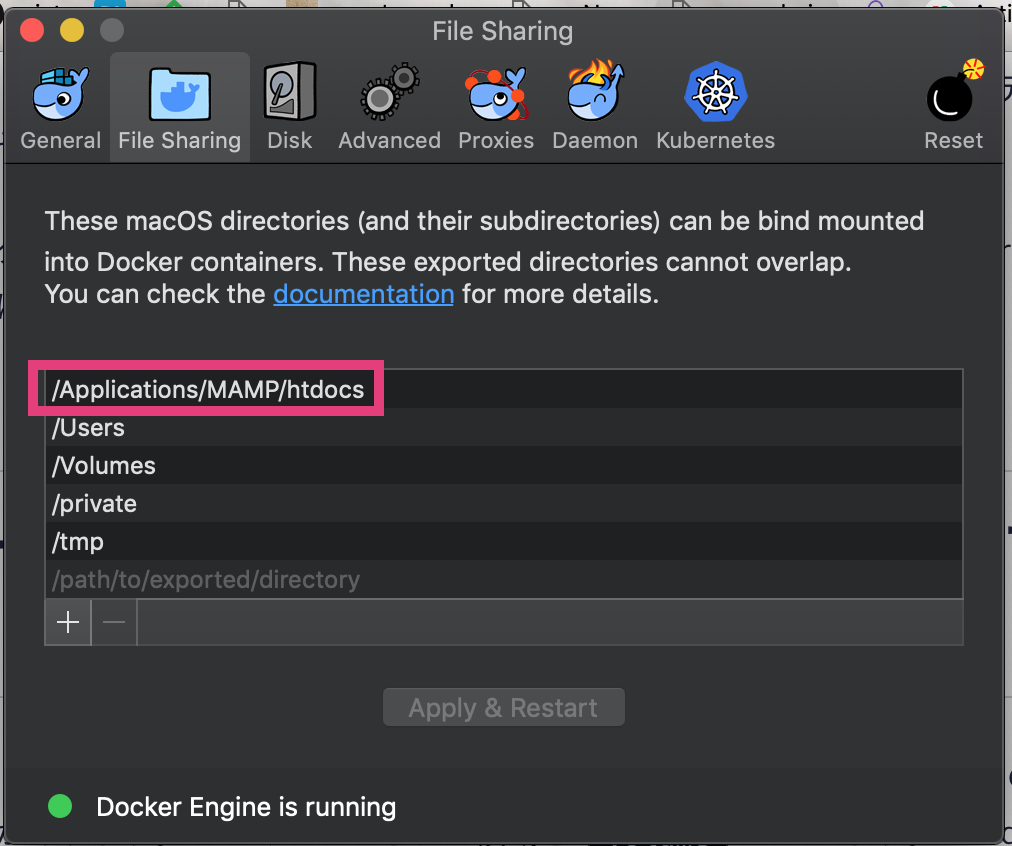 File Sharing
General
File Sharing
Disk
Advanced
Proxies
Daemon
Kubernetes
Reset
These macOS directories (and their subdirectories) can be bind mounted
into Docker containers. These exported directories cannot overlap.
You can check the documentation for more details.
/Applications/MAMP/htdocs
/Users
/Volumes
/private
/tmp
/path/to/exported/directory
Apply & Restart
Docker Engine is running